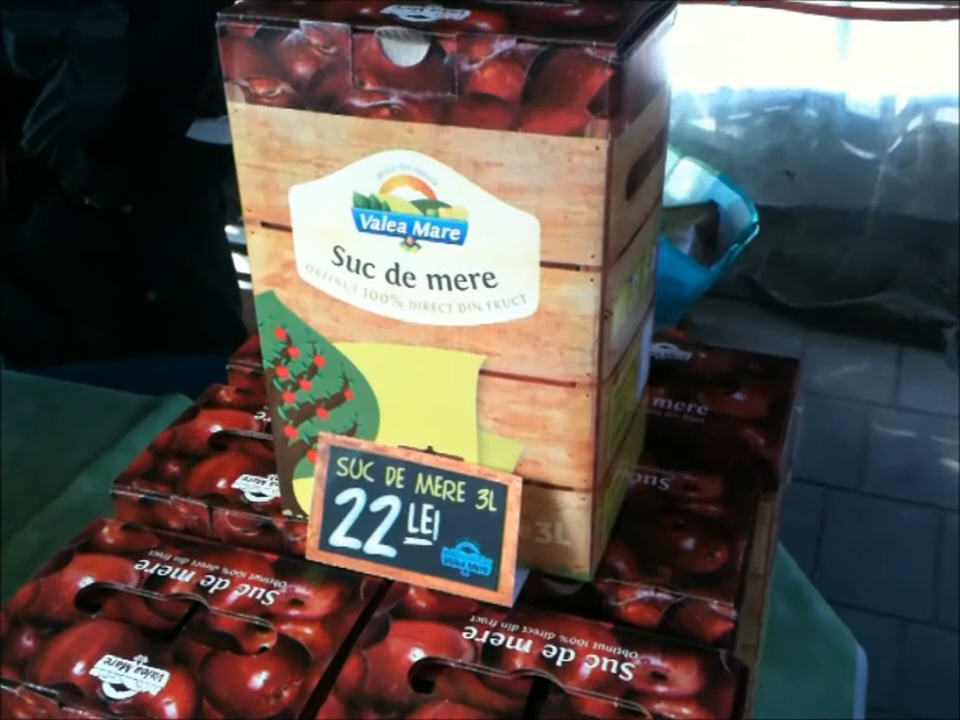 Valea Mare
Suc de mere
OBȚINUT 100% DIRECT DIN FRUCT
SUC DE MERE 3L
22 LEI
Valea Mare
3L
mere
Suc de mere
Obținut 100% direct din fruct
Valea Mare
Suc de mere
Obținut 100% direct din fruct